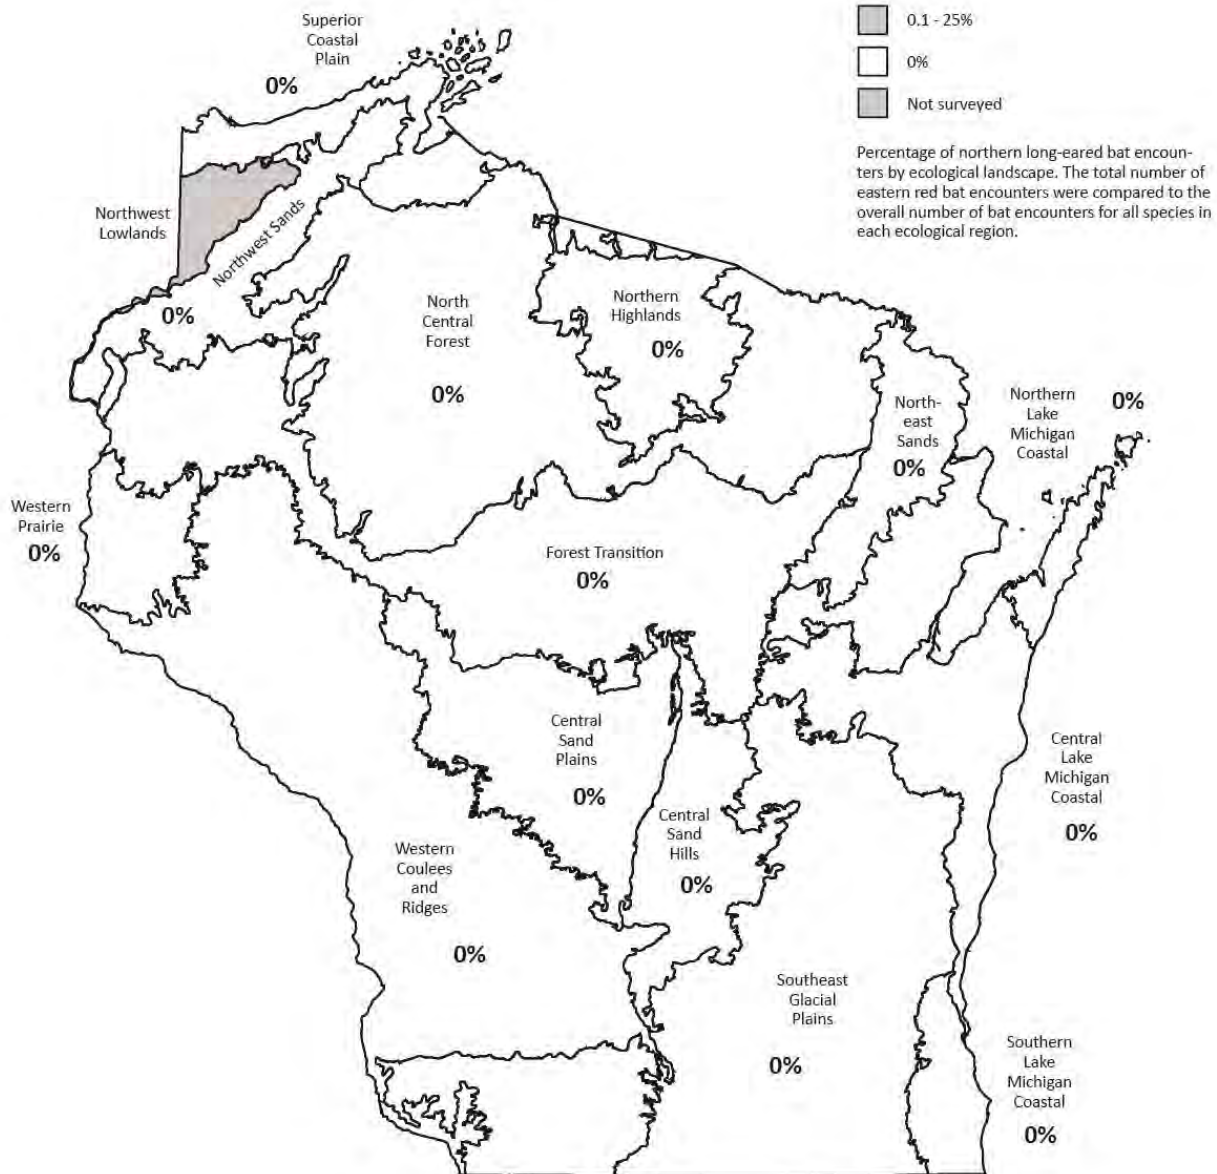 Superior
Coastal
Plain
0%
0.1 - 25%
0%
Not surveyed
Percentage of northern long-eared bat encoun-
ters by ecological landscape. The total number of
eastern red bat encounters were compared to the
overall number of bat encounters for all species in
each ecological region.
Northwest
Lowlands
Northwest Sands
0%
North
Central
Forest
0%
Northern
Highlands
0%
North-
east
Sands
0%
Northern
Lake
Michigan
Coastal
0%
Western
Prairie
0%
Forest Transition
0%
Central
Sand
Plains
0%
Central
Sand
Hills
0%
Central
Lake
Michigan
Coastal
0%
Western
Coulees
and
Ridges
0%
Southeast
Glacial
Plains
0%
Southern
Lake
Michigan
Coastal
0%